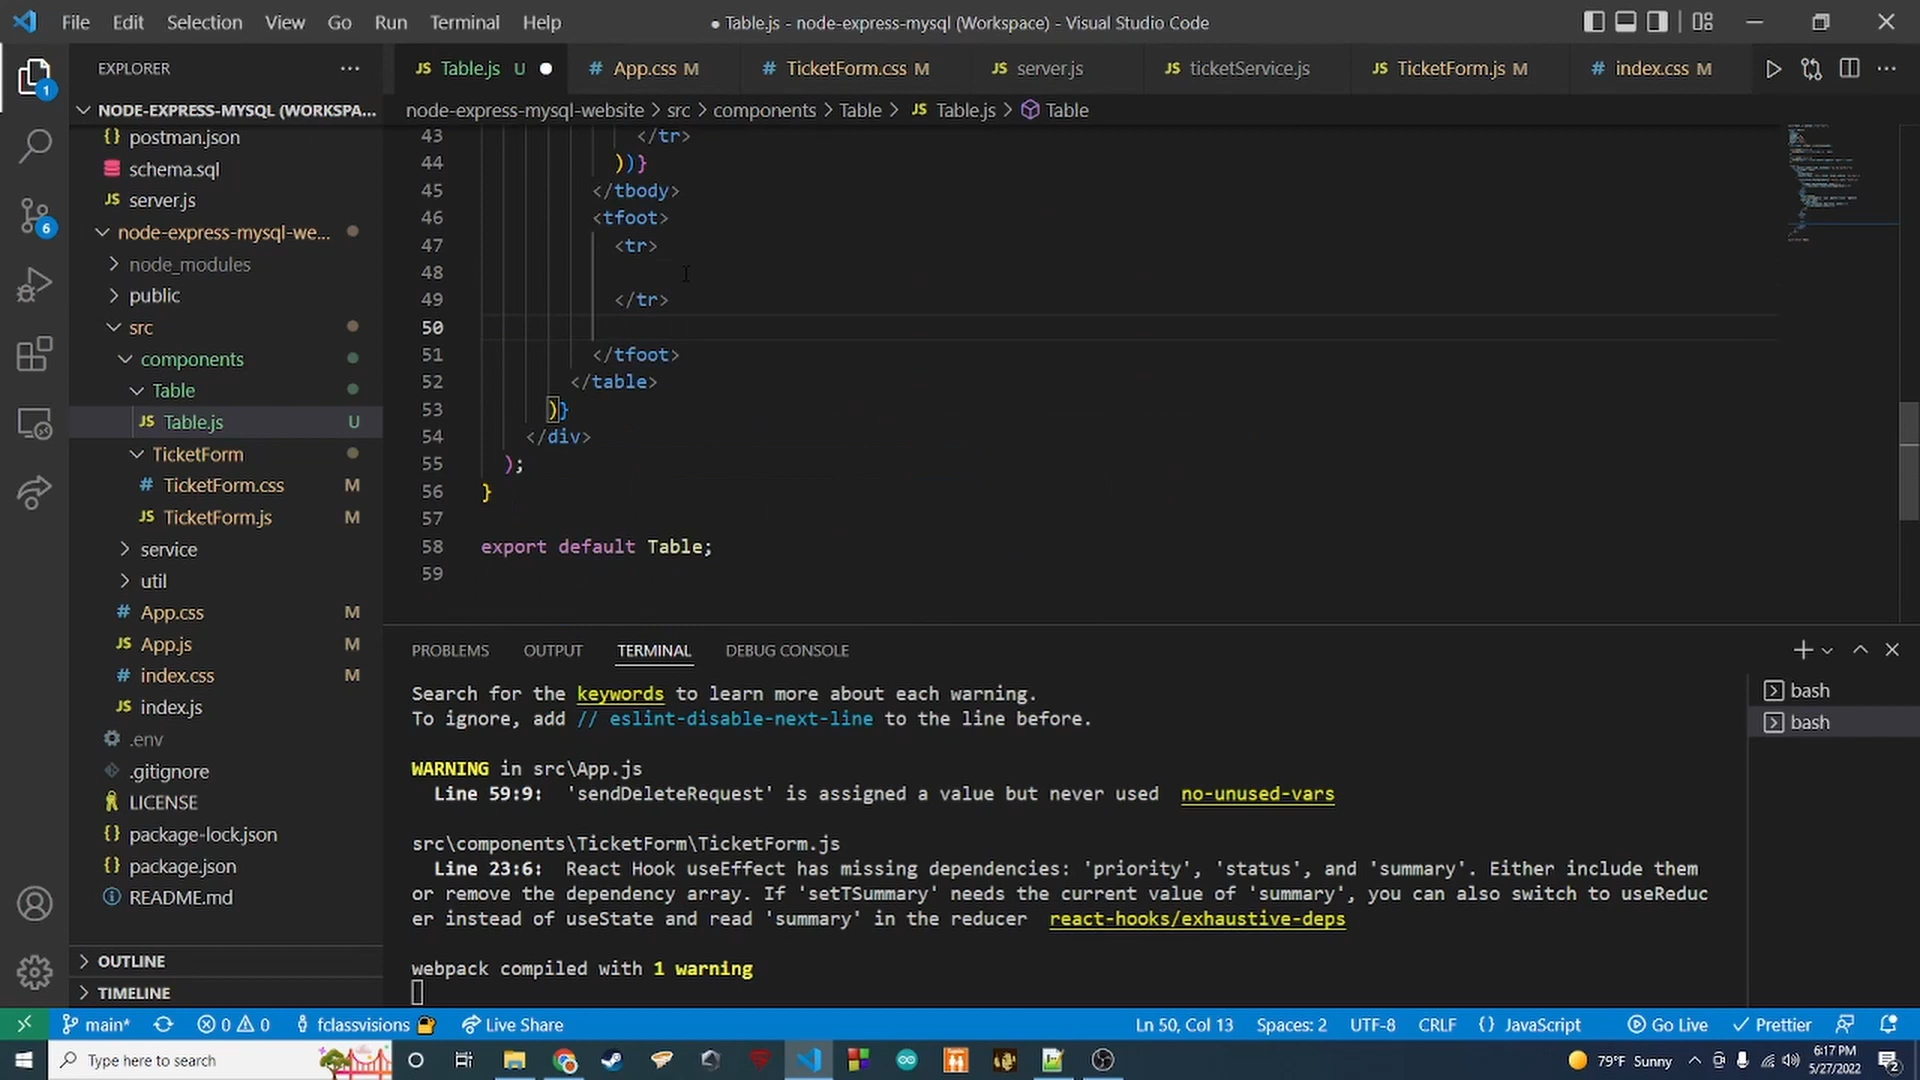 File Edit Selection View Go Run Terminal Help
● Table.js - node-express-mysql (Workspace) - Visual Studio Code
EXPLORER
JS Table.js U
# App.css M
# TicketForm.css M
JS server.js
JS ticketService.js
JS TicketForm.js M
# index.css M
node-express-mysql-website > src > components > Table > JS Table.js > Table
NODE-EXPRESS-MYSQL (WORKSPA...
{} postman.json
schema.sql
JS server.js
node-express-mysql-we...
node_modules
public
src
components
Table
JS Table.js U
TicketForm
# TicketForm.css M
JS TicketForm.js M
service
util
# App.css M
JS App.js M
# index.css M
JS index.js
.env
.gitignore
LICENSE
{} package-lock.json
{} package.json
README.md
OUTLINE
TIMELINE
1
6
43 </tr>
44 ))}
45 </tbody>
46 <tfoot>
47 <tr>
48
49 </tr>
50
51 </tfoot>
52 </table>
53 )}
54 </div>
55 );
56 }
57
58 export default Table;
59
PROBLEMS OUTPUT TERMINAL DEBUG CONSOLE
bash
bash
Search for the keywords to learn more about each warning.
To ignore, add // eslint-disable-next-line to the line before.
WARNING in src\App.js
Line 59:9: 'sendDeleteRequest' is assigned a value but never used no-unused-vars
src\components\TicketForm\TicketForm.js
Line 23:6: React Hook useEffect has missing dependencies: 'priority', 'status', and 'summary'. Either include them
or remove the dependency array. If 'setTSummary' needs the current value of 'summary', you can also switch to useReduc
er instead of useState and read 'summary' in the reducer react-hooks/exhaustive-deps
webpack compiled with 1 warning
main* 0 0 fclassvisions Live Share Ln 50, Col 13 Spaces: 2 UTF-8 CRLF {} JavaScript Go Live Prettier
Type here to search
79°F Sunny
6:17 PM
5/27/2022
2